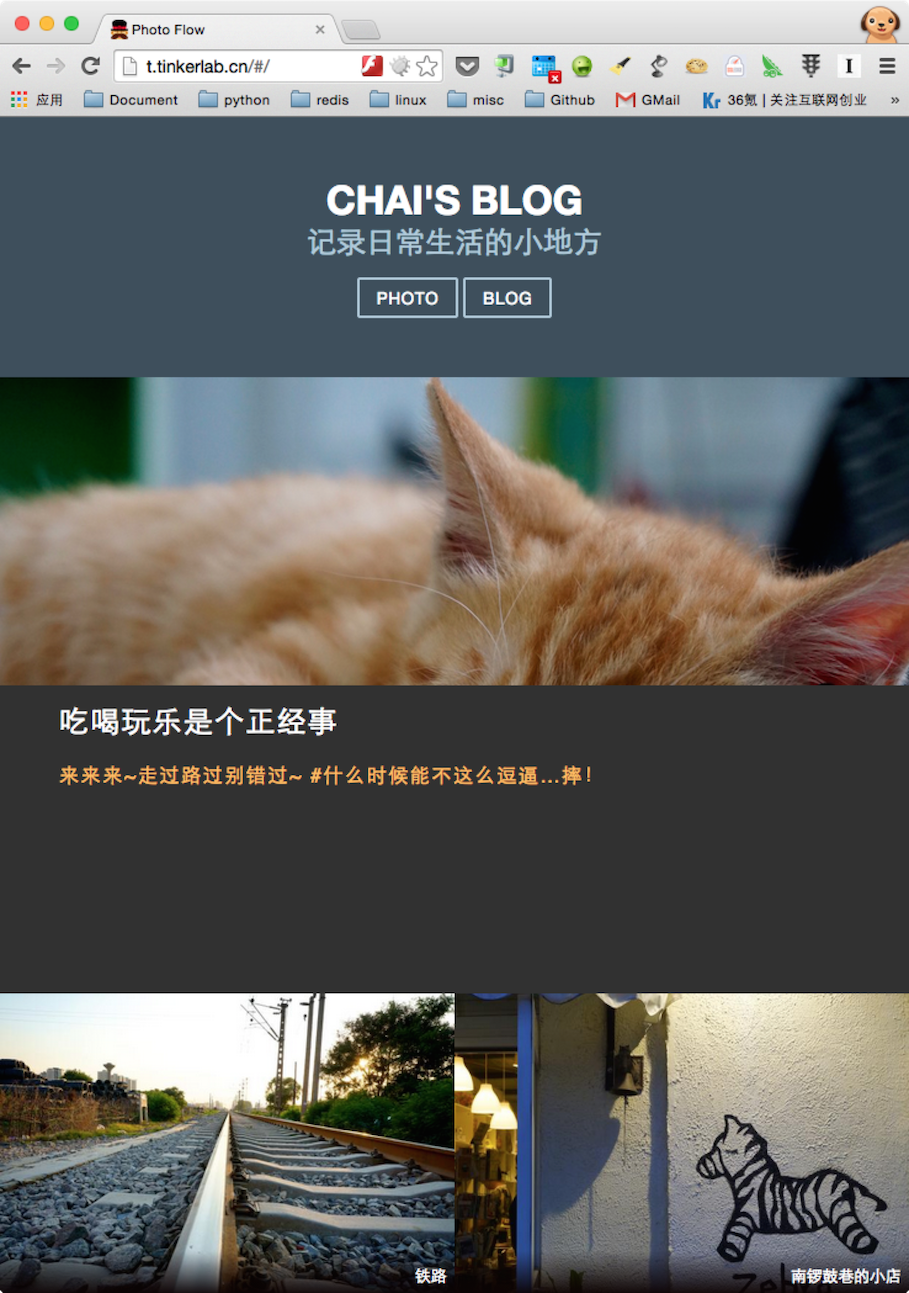 Photo Flow
t.tinkerlab.cn/#/
应用 Document python redis linux misc Github GMail 36氪 | 关注互联网创业 »
CHAI'S BLOG
记录日常生活的小地方
PHOTO BLOG
吃喝玩乐是个正经事
来来来~走过路过别错过~ #什么时候能不这么逗逼...摔!
铁路
南锣鼓巷的小店